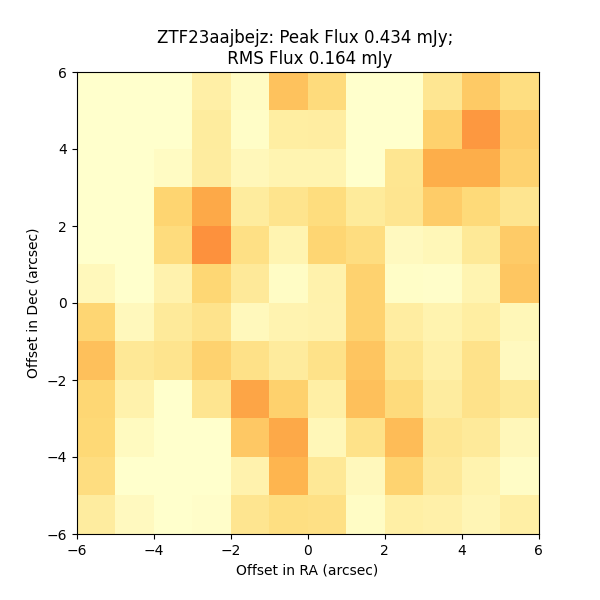 ZTF23aajbejz: Peak Flux 0.434 mJy;
RMS Flux 0.164 mJy
6
4
2
0
−2
−4
−6
Offset in Dec (arcsec)
−6 −4 −2 0 2 4 6
Offset in RA (arcsec)